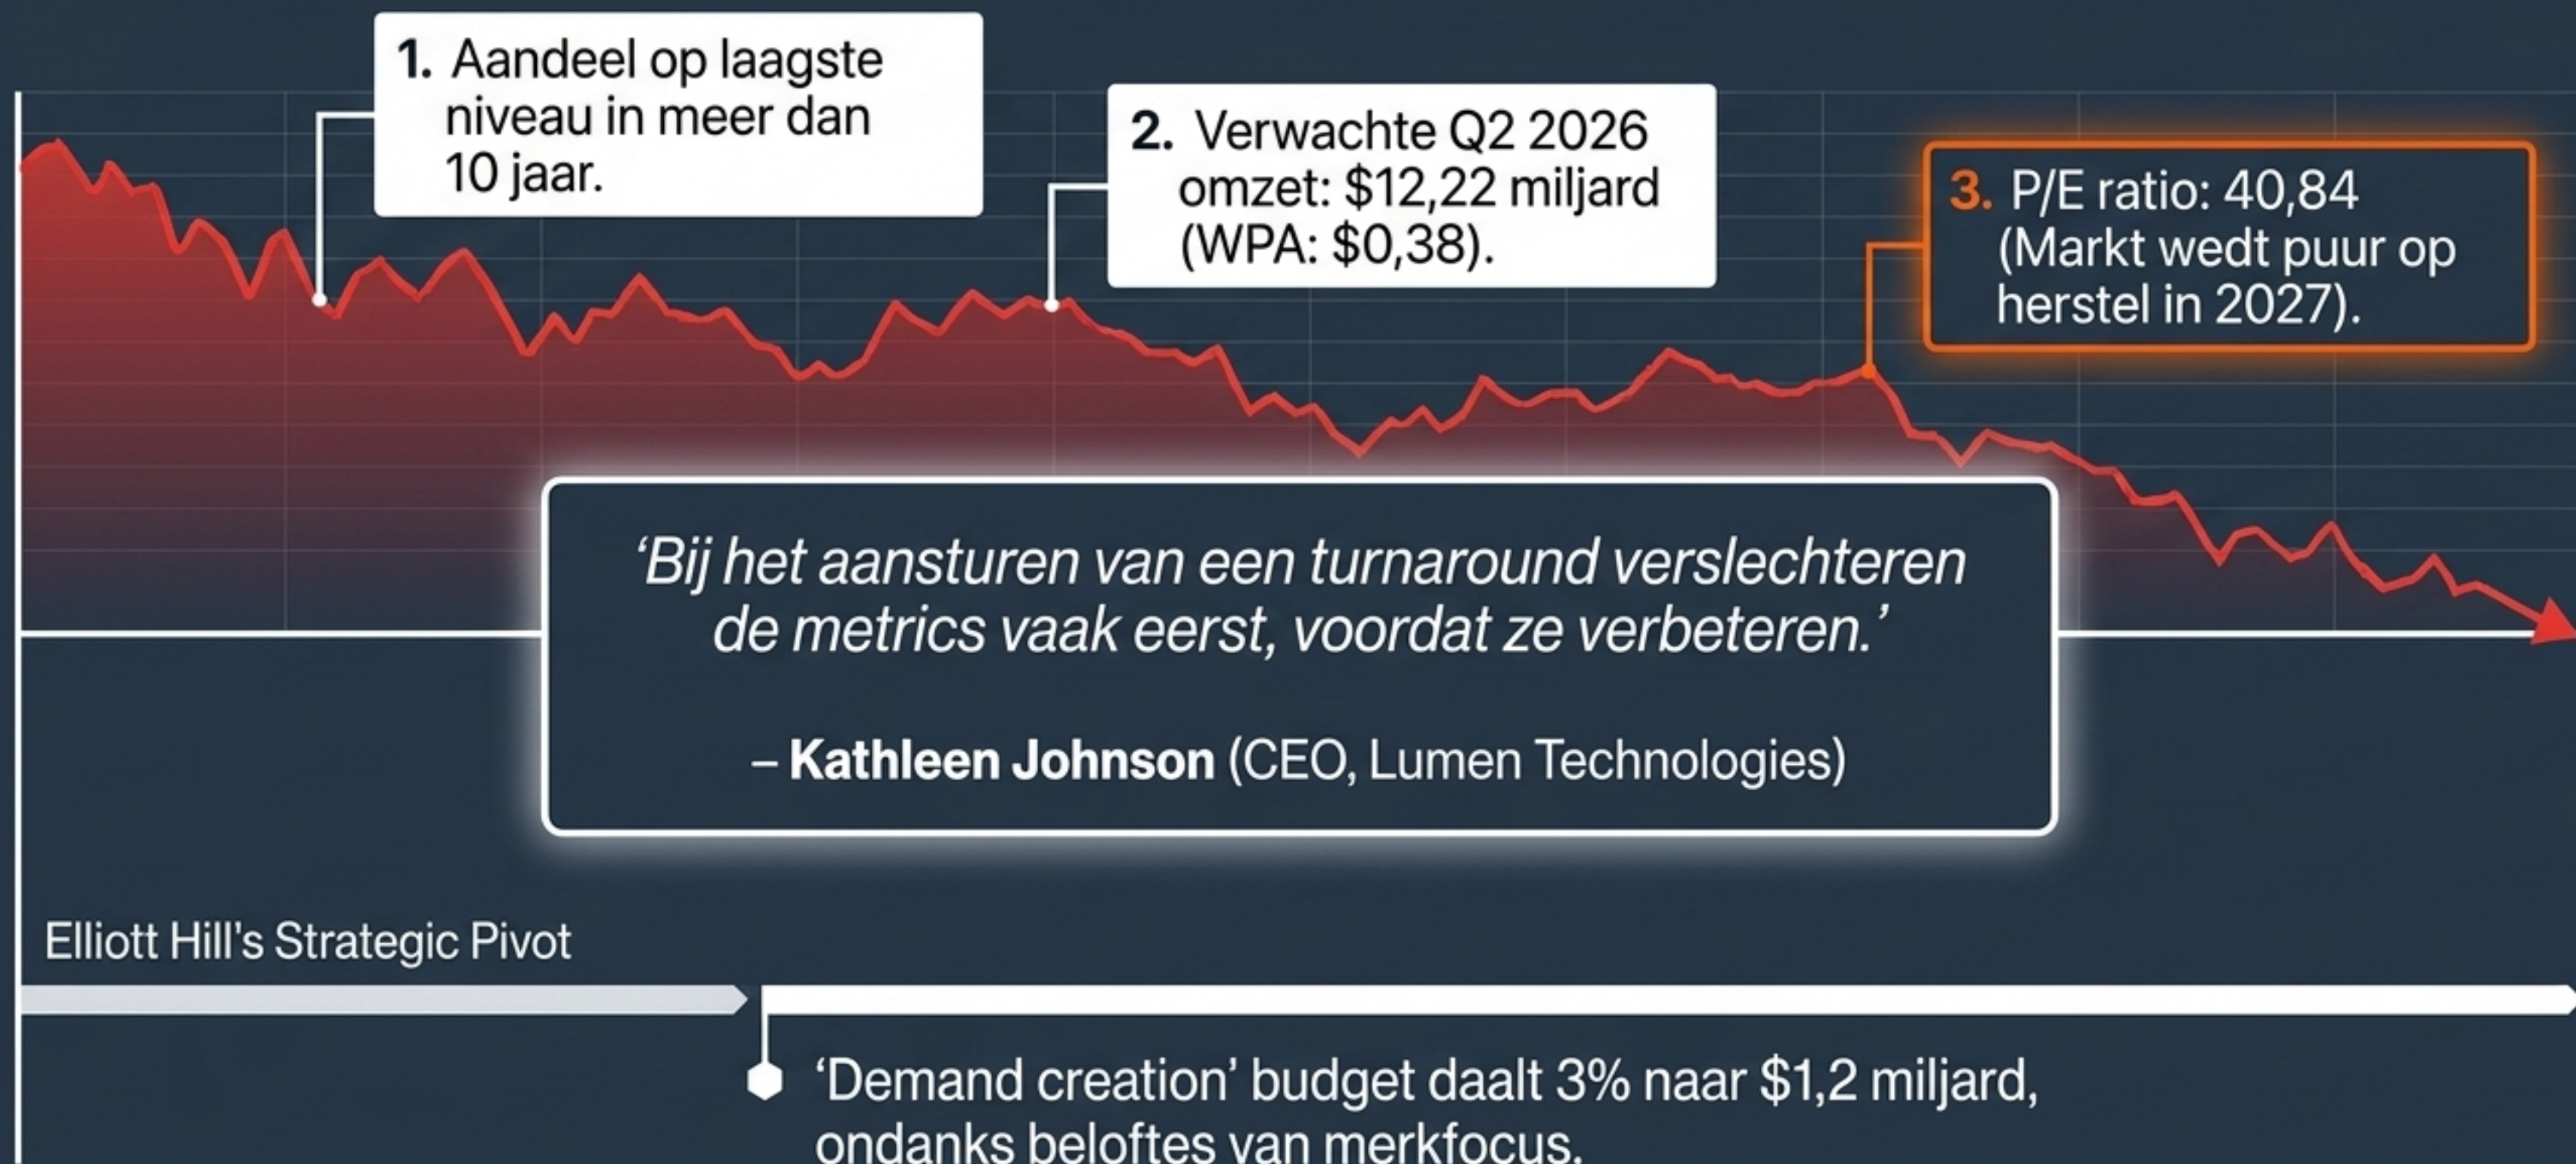 1. Aandeel op laagste
niveau in meer dan
10 jaar.
2. Verwachte Q2 2026
omzet: $12,22 miljard
(WPA: $0,38).
3. P/E ratio: 40,84
(Markt wedt puur op
herstel in 2027).
‘Bij het aansturen van een turnaround verslechteren
de metrics vaak eerst, voordat ze verbeteren.’
– Kathleen Johnson (CEO, Lumen Technologies)
Elliott Hill's Strategic Pivot
‘Demand creation’ budget daalt 3% naar $1,2 miljard,
ondanks beloftes van merkfocus.